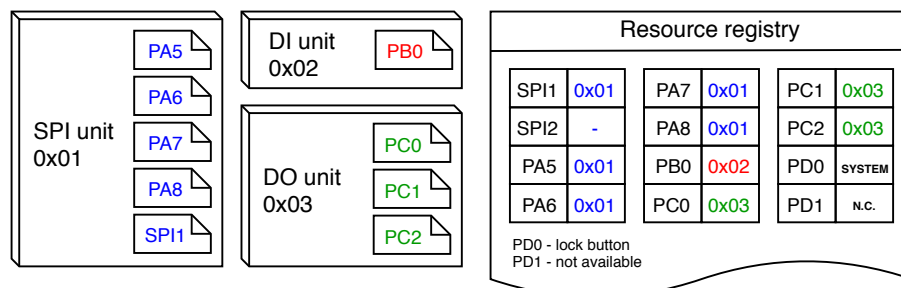 SPI unit
0x01
PA5
PA6
PA7
PA8
SPI1
DI unit
0x02
PB0
DO unit
0x03
PC0
PC1
PC2
Resource registry
SPI1 0x01 PA7 0x01 PC1 0x03
SPI2 - PA8 0x01 PC2 0x03
PA5 0x01 PB0 0x02 PD0 SYSTEM
PA6 0x01 PC0 0x03 PD1 N.C.
PD0 - lock button
PD1 - not available